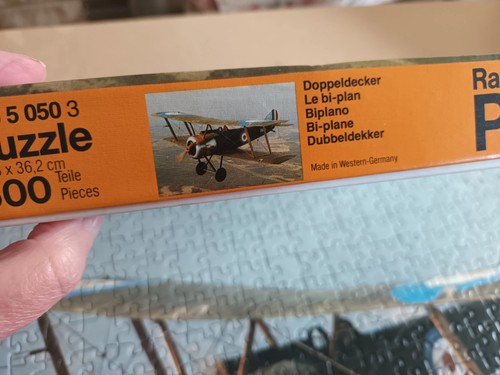 5 050 3
uzzle
x 36,2 cm
00 Teile
Pieces
Doppeldecker
Le bi-plan
Biplano
Bi-plane
Dubbeldekker
Made in Western-Germany
Ra
P